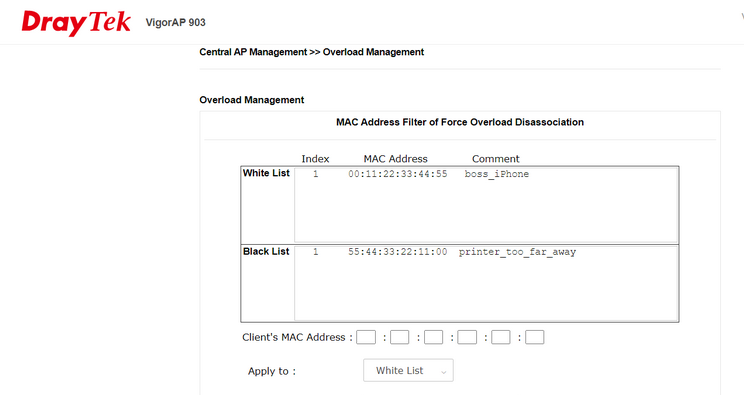 DrayTek VigorAP 903
Central AP Management >> Overload Management
Overload Management
MAC Address Filter of Force Overload Disassociation
Index MAC Address Comment
White List 1 00:11:22:33:44:55 boss_iPhone
Black List 1 55:44:33:22:11:00 printer_too_far_away
Client's MAC Address : : : : : :
Apply to : White List